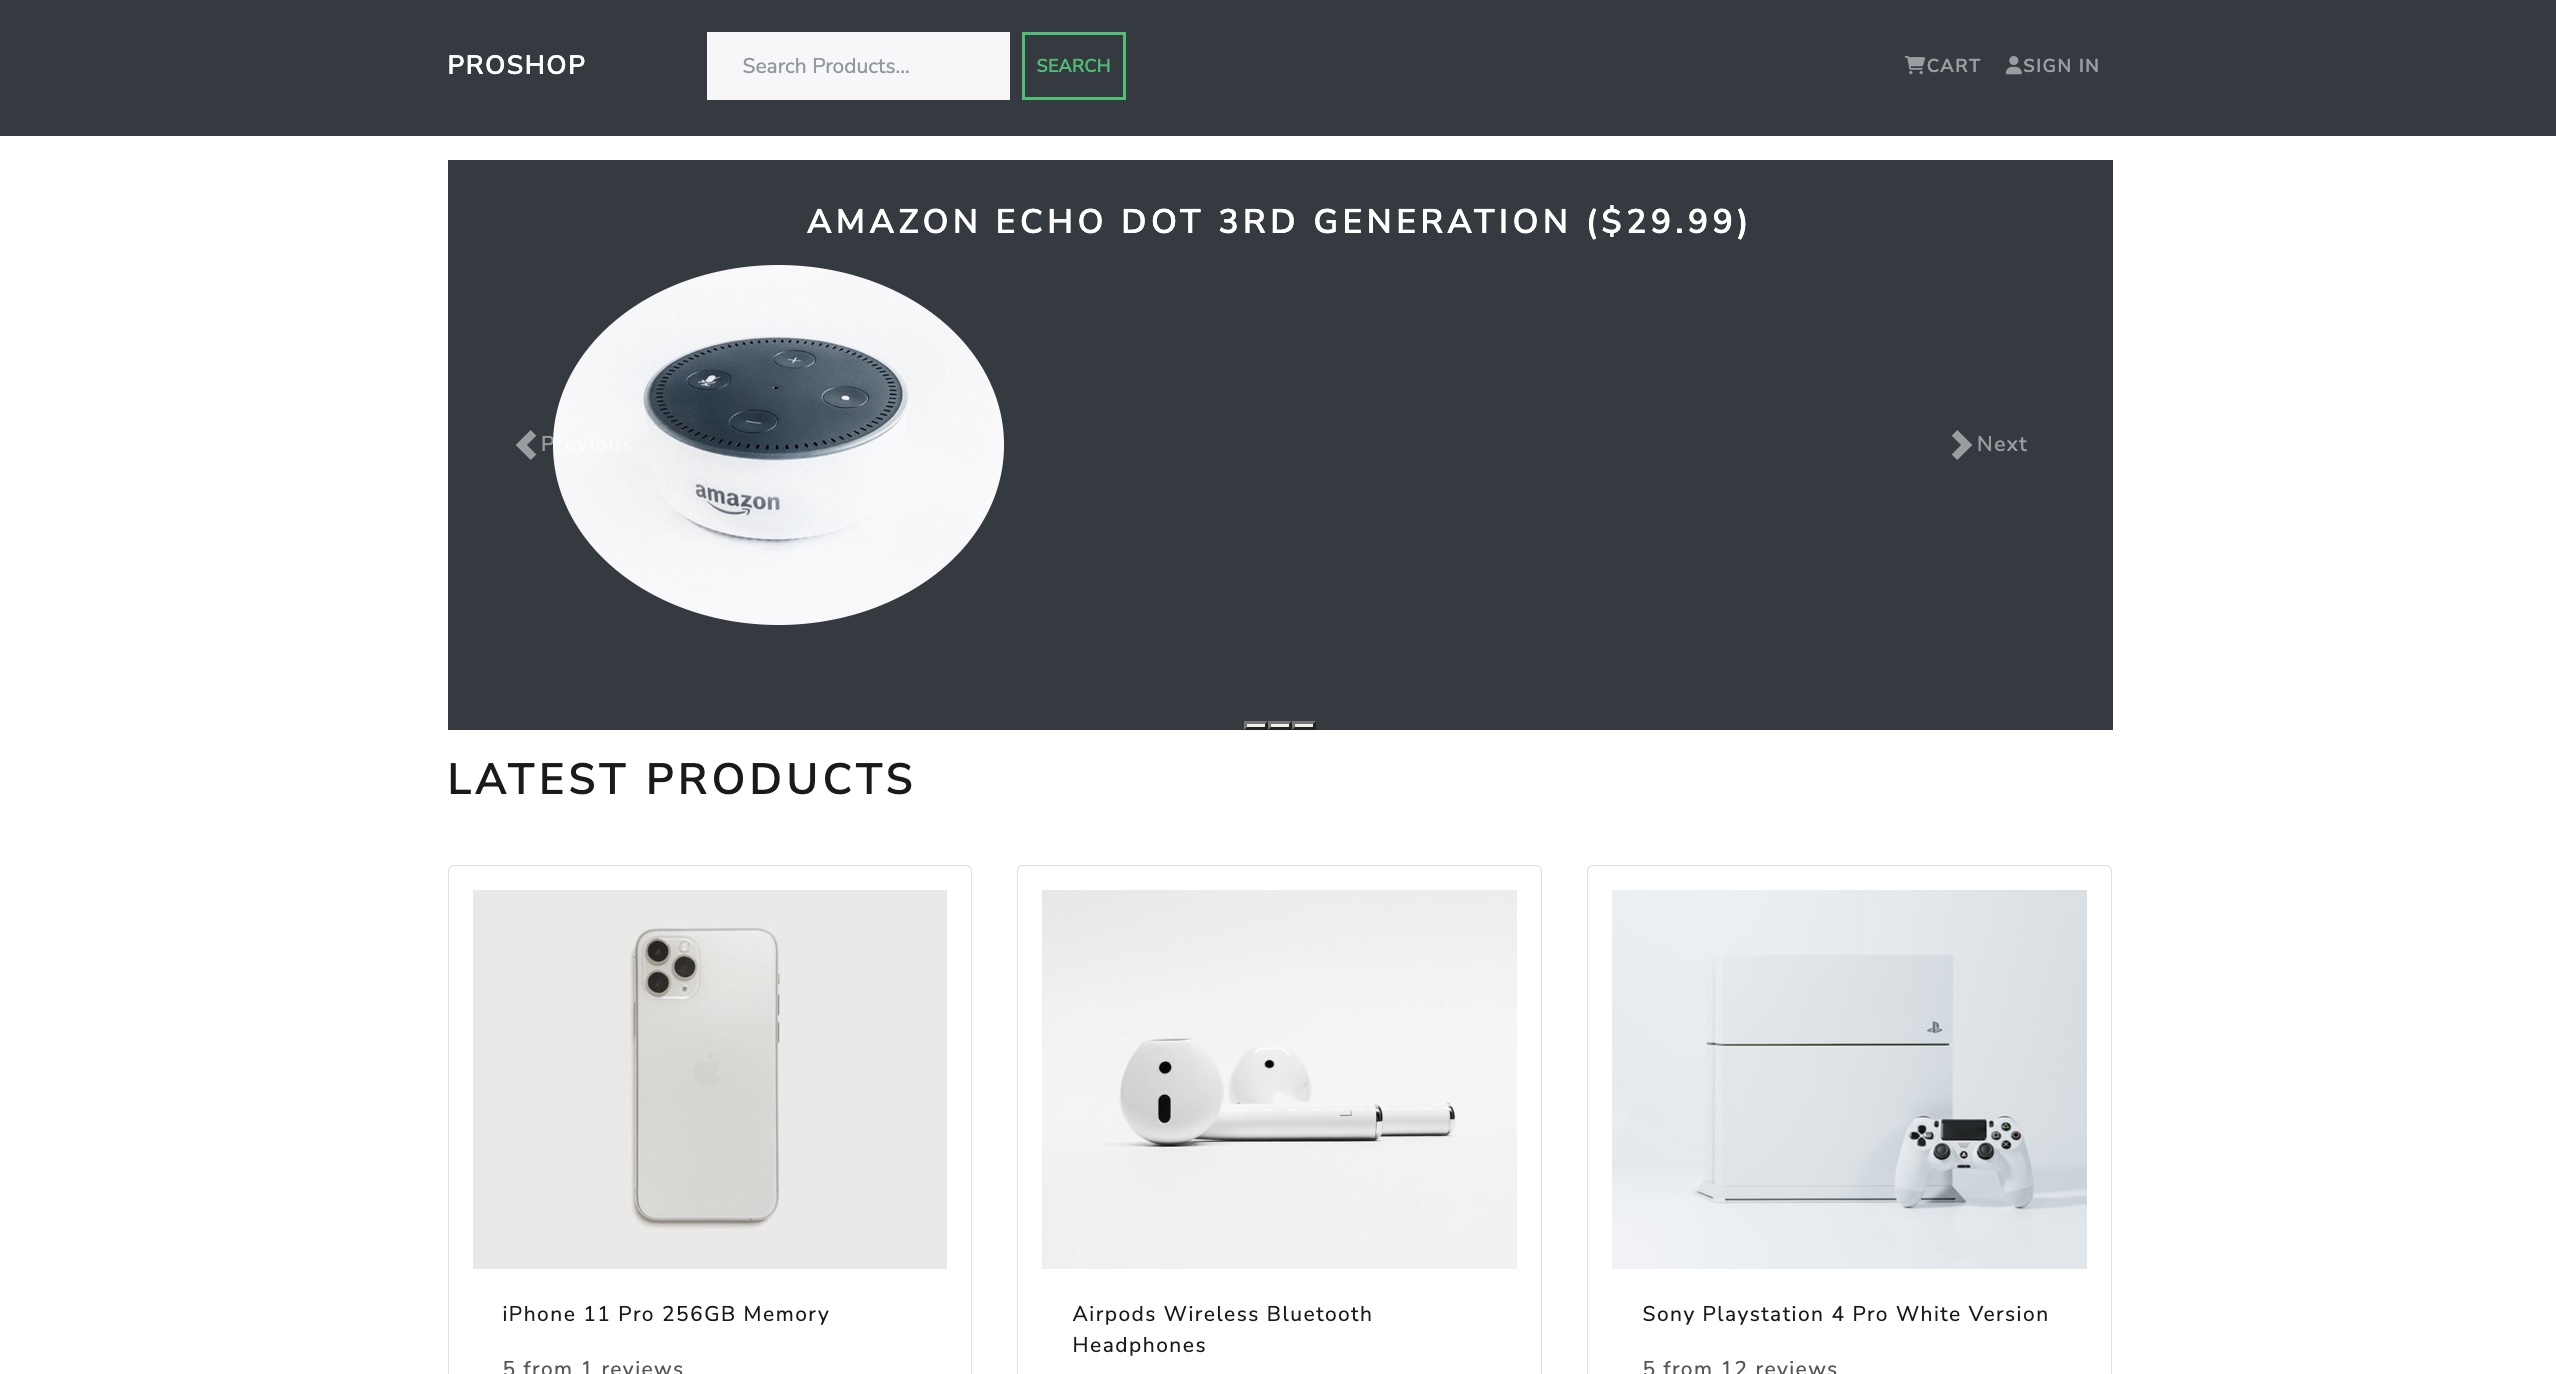 PROSHOP
Search Products...
SEARCH
CART
SIGN IN
AMAZON ECHO DOT 3RD GENERATION ($29.99)
amazon
Previous
Next
LATEST PRODUCTS
iPhone 11 Pro 256GB Memory
5 from 1 reviews
Airpods Wireless Bluetooth
Headphones
Sony Playstation 4 Pro White Version
5 from 12 reviews